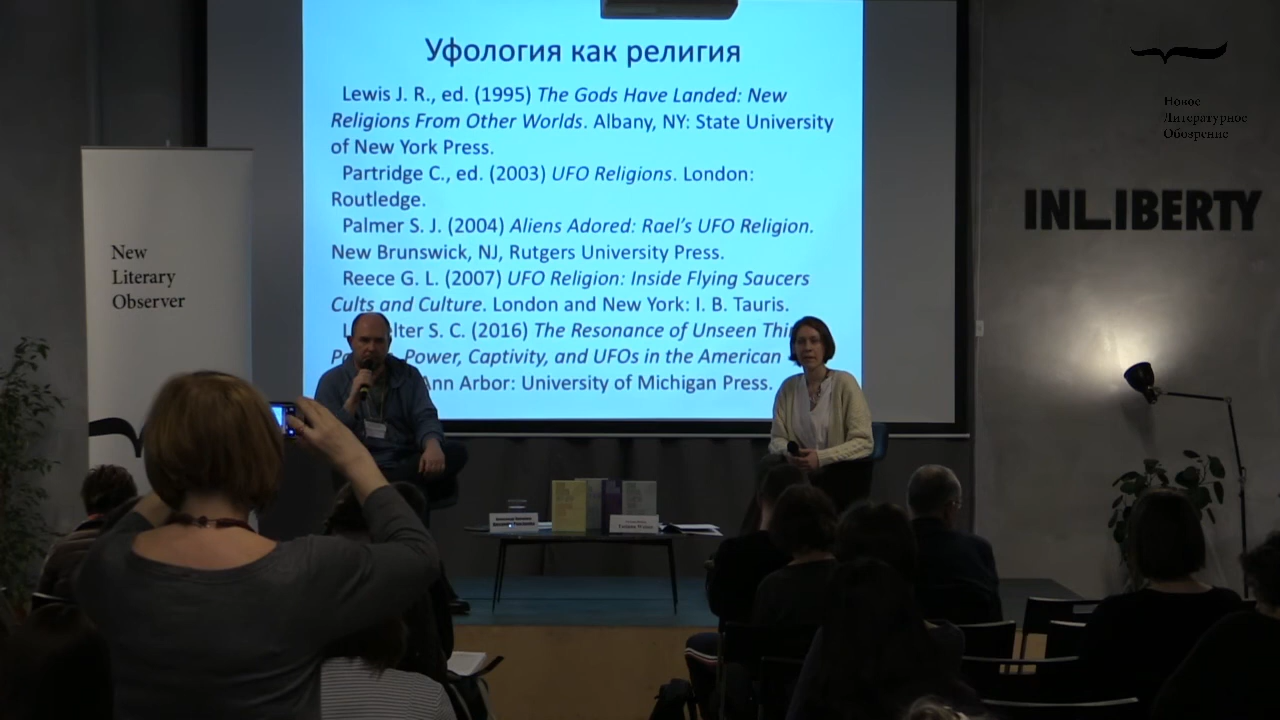 Уфология как религия
Lewis J. R., ed. (1995) The Gods Have Landed: New
Religions From Other Worlds. Albany, NY: State University
of New York Press.
Partridge C., ed. (2003) UFO Religions. London:
Routledge.
Palmer S. J. (2004) Aliens Adored: Rael's UFO Religion.
New Brunswick, NJ, Rutgers University Press.
Reece G. L. (2007) UFO Religion: Inside Flying Saucers
Cults and Culture. London and New York: I. B. Tauris.
S. C. (2016) The Resonance of Unseen
Power, Captivity, and UFOs in the American
Ann Arbor: University of Michigan Press.
New
Literary
Observer
Новое
Литературное
Обозрение
INLIBERTY